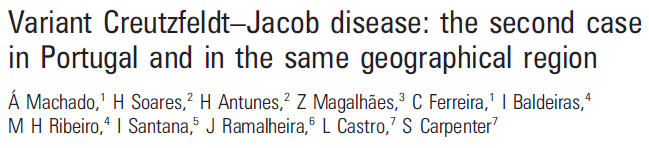 Variant Creutzfeldt–Jacob disease: the second case
in Portugal and in the same geographical region
Á Machado,¹ H Soares,² H Antunes,² Z Magalhães,³ C Ferreira,¹ I Baldeiras,⁴
M H Ribeiro,⁴ I Santana,⁵ J Ramalheira,⁶ L Castro,⁷ S Carpenter⁷